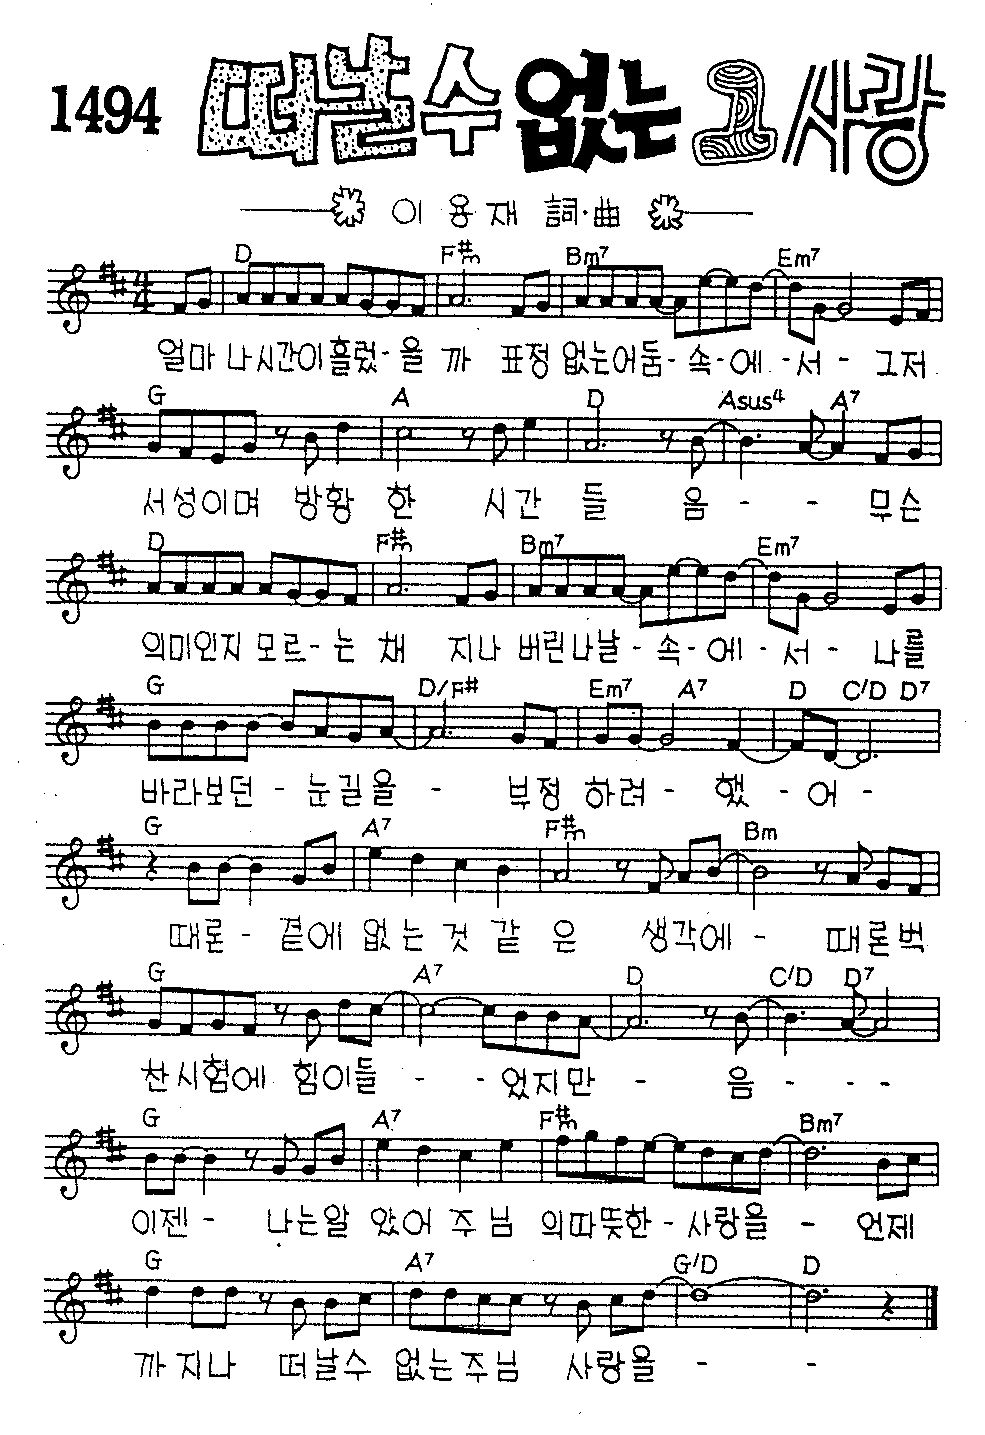 1494 떠날수 없는 그 사랑
이 용 재 詞·曲
D F#m Bm7 Em7
얼마 나시간이흘렀-을 까 표정 없는어둠-속-에-서- 그저
G A D Asus4 A7
서성이며 방황 한 시간 들 음 - - 무슨
D F#m Bm7 Em7
의미인지 모르-는 채 지나 버린나날-속-에-서- 나를
G D/F# Em7 A7 D C/D D7
바라보던-눈길을 - 부정 하려- 했-어-
G A7 F#m Bm
때론- 곁에 없는 것 같 은 생각에- 때론벅
G A7 D C/D D7
찬시험에 힘이들 - - 었지만 - 음 - - -
G A7 F#m Bm7
이젠- 나는알 았어 주 님 의따뜻한-사랑을 - 언제
G A7 G/D D
까 지나 떠날수 없는주님 사랑을 - -